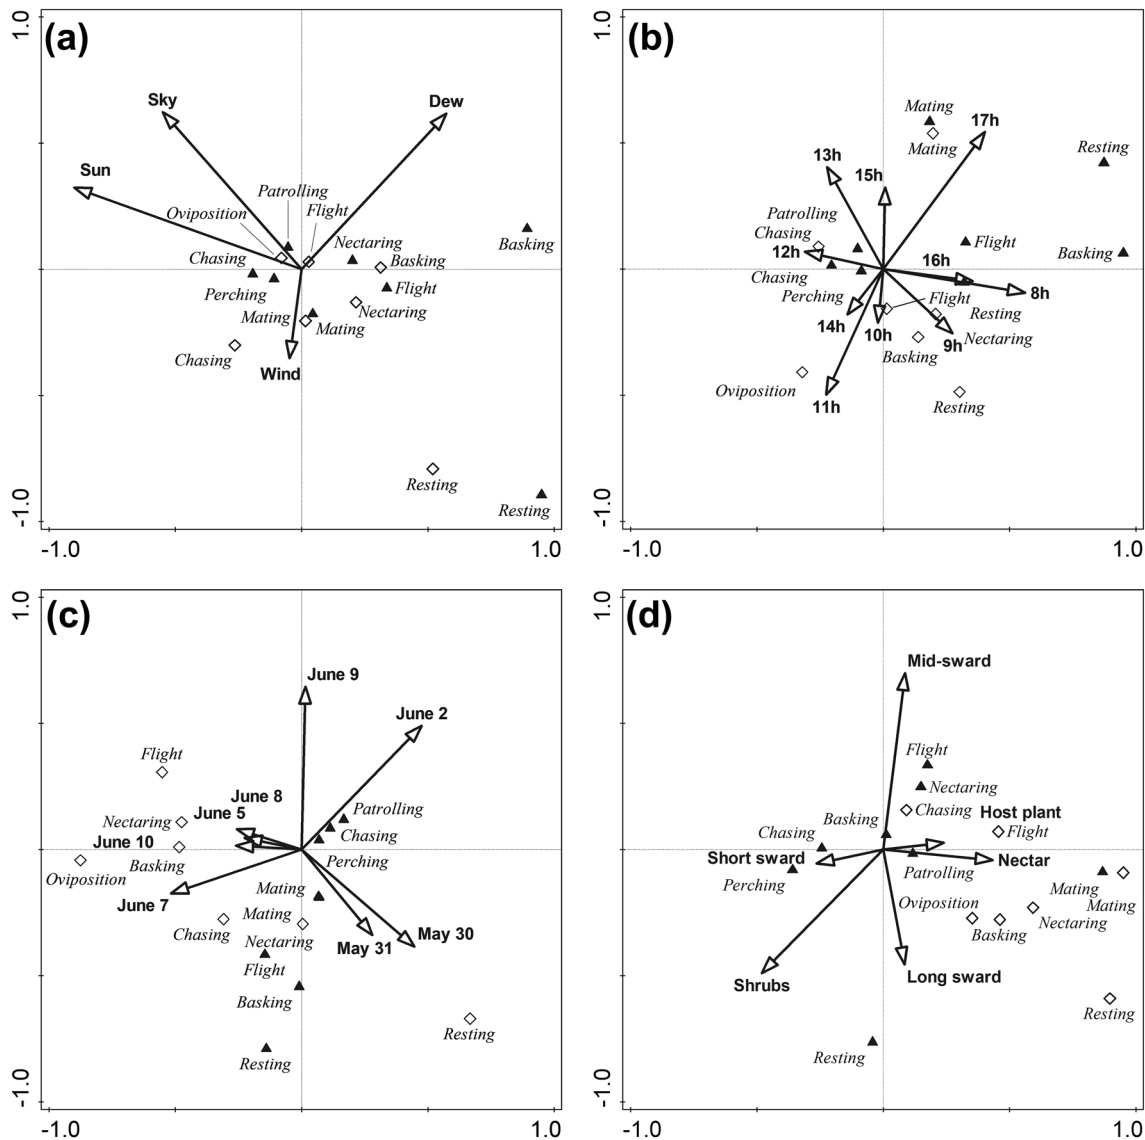 (a)
1.0
Sky
Dew
Sun
Patrolling
Oviposition
Flight
Nectaring
Basking
Chasing
Basking
Perching
Flight
Nectaring
Mating
Mating
Chasing
Wind
Resting
Resting
-1.0
-1.0
1.0
(b)
1.0
Mating
17h
Mating
Resting
13h
15h
Patrolling
Chasing
Flight
12h
Basking
16h
Chasing
Perching
8h
Flight
Resting
14h
10h
9h
Nectaring
Basking
Oviposition
11h
Resting
-1.0
-1.0
1.0
(c)
1.0
June 9
June 2
Flight
June 8
June 5
Patrolling
Nectaring
Chasing
June 10
Perching
Basking
Oviposition
Mating
June 7
Mating
Chasing
May 30
Nectaring
May 31
Flight
Basking
Resting
Resting
-1.0
-1.0
1.0
(d)
1.0
Mid-sward
Flight
Nectaring
Chasing
Host plant
Basking
Flight
Chasing
Short sward
Nectar
Patrolling
Perching
Mating
Oviposition
Mating
Nectaring
Basking
Long sward
Shrubs
Resting
Resting
-1.0
-1.0
1.0